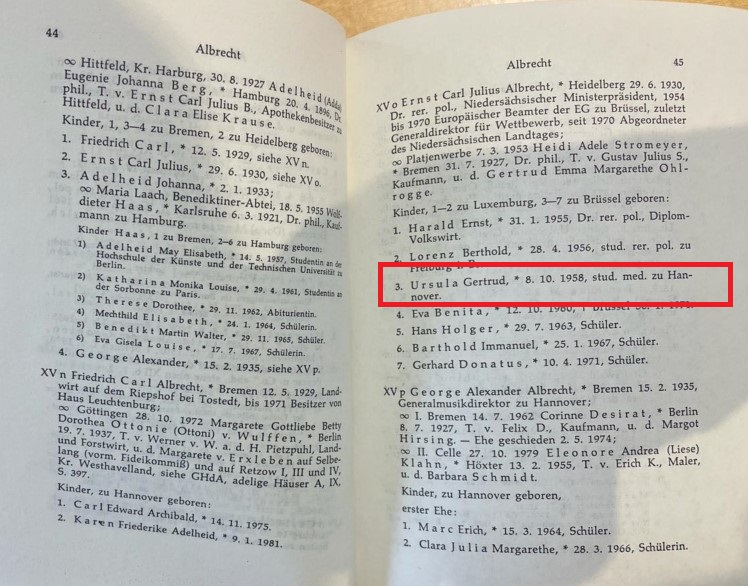 44
Albrecht
∞ Hittfeld, Kr. Harburg, 30. 8. 1927 Adelheid (Adda)
Eugenie Johanna Berg, * Hamburg 20. 4. 1896, Dr.
phil., T. v. Ernst Carl Julius B., Apothekenbesitzer zu
Hittfeld, u. d. Clara Elise Krause.
Kinder, 1, 3—4 zu Bremen, 2 zu Heidelberg geboren:
1. Friedrich Carl, * 12. 5. 1929, siehe XV n.
2. Ernst Carl Julius, * 29. 6. 1930, siehe XV o.
3. Adelheid Johanna, * 2. 1. 1933;
∞ Maria Laach, Benediktiner-Abtei, 18. 5. 1955 Wolf-
dieter Haas, * Karlsruhe 6. 3. 1921, Dr. phil., Kauf-
mann zu Hamburg.
Kinder Haas, 1 zu Bremen, 2—6 zu Hamburg geboren:
1) Adelheid May Elisabeth, * 14. 5. 1957, Studentin an der
Hochschule der Künste und der Technischen Universität zu
Berlin.
2) Katharina Monika Louise, * 29. 4. 1961, Studentin an
der Sorbonne zu Paris.
3) Therese Dorothee, * 29. 11. 1962, Abiturientin.
4) Mechthild Elisabeth, * 24. 1. 1964, Schülerin.
5) Benedikt Martin Walter, * 29. 11. 1965, Schüler.
6) Eva Gisela Louise, * 17. 7. 1967, Schülerin.
4. George Alexander, * 15. 2. 1935, siehe XV p.
XV n Friedrich Carl Albrecht, * Bremen 12. 5. 1929, Land-
wirt auf dem Riepshof bei Tostedt, bis 1971 Besitzer von
Haus Leuchtenburg;
∞ Göttingen 28. 10. 1972 Margarete Gottliebe Betty
Dorothea Ottonie (Ottoni) v. Wulffen, * Berlin
19. 7. 1937, T. v. Werner v. W. a. d. H. Pietzpuhl, Land-
und Forstwirt, u. d. Margarete v. Erxleben auf Selbe-
lang (vorm. Fideikommiß) und auf Retzow I, III und IV,
Kr. Westhavelland, siehe GHdA, adelige Häuser A, IX,
S. 397.
Kinder, zu Hannover geboren:
1. Carl Edward Archibald, * 14. 11. 1975.
2. Karen Friederike Adelheid, * 9. 1. 1981.
Albrecht
45
XV o Ernst Carl Julius Albrecht, * Heidelberg 29. 6. 1930,
Dr. rer. pol., Niedersächsischer Ministerpräsident, 1954
bis 1970 Europäischer Beamter der EG zu Brüssel, zuletzt
Generaldirektor für Wettbewerb, seit 1970 Abgeordneter
des Niedersächsischen Landtages;
∞ Platjenwerbe 7. 3. 1953 Heidi Adele Stromeyer,
* Bremen 31. 7. 1927, Dr. phil., T. v. Gustav Julius S.,
Kaufmann, u. d. Gertrud Emma Margarethe Ohl-
rogge.
Kinder, 1—2 zu Luxemburg, 3—7 zu Brüssel geboren:
1. Harald Ernst, * 31. 1. 1955, Dr. rer. pol., Diplom-
Volkswirt.
2. Lorenz Berthold, * 28. 4. 1956, stud. rer. pol. zu
Freiburg i.
3. Ursula Gertrud, * 8. 10. 1958, stud. med. zu Han-
nover.
4. Eva Benita, * 12. 10. 1960, † Brüssel
5. Hans Holger, * 29. 7. 1963, Schüler.
6. Barthold Immanuel, * 25. 1. 1967, Schüler.
7. Gerhard Donatus, * 10. 4. 1971, Schüler.
XV p George Alexander Albrecht, * Bremen 15. 2. 1935,
Generalmusikdirektor zu Hannover;
∞ I. Bremen 14. 7. 1962 Corinne Desirat, * Berlin
8. 7. 1927, T. v. Felix D., Kaufmann, u. d. Margot
Hirsing. — Ehe geschieden 2. 5. 1974;
∞ II. Celle 27. 10. 1979 Eleonore Andrea (Liese)
Klahn, * Höxter 13. 2. 1955, T. v. Erich K., Maler,
u. d. Barbara Schmidt.
Kinder, zu Hannover geboren,
erster Ehe:
1. Marc Erich, * 15. 3. 1964, Schüler.
2. Clara Julia Margarethe, * 28. 3. 1966, Schülerin.